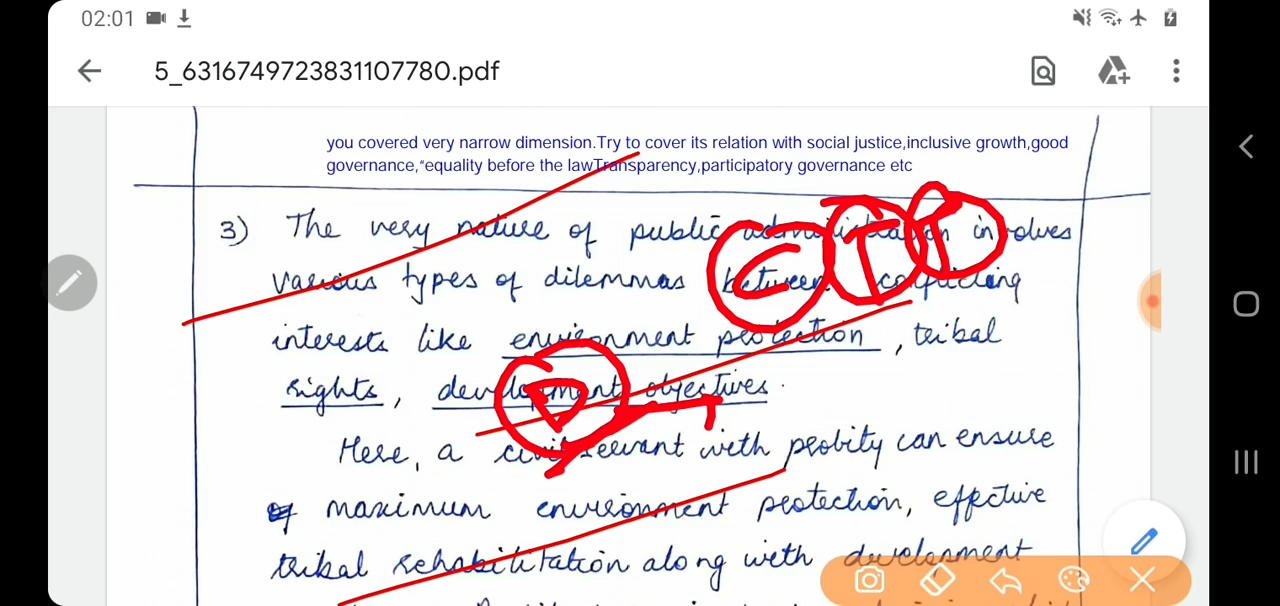 02:01
5_6316749723831107780.pdf
you covered very narrow dimension.Try to cover its relation with social justice,inclusive growth,good
governance,“equality before the lawTransparency,participatory governance etc
3) The very nature of public administration involves
various types of dilemmas between conflicting
interests like environment protection, tribal
rights, development objectives.
Here, a civil servant with probity can ensure
maximum environment protection, effective
tribal rehabilitation along with development
C T P
D